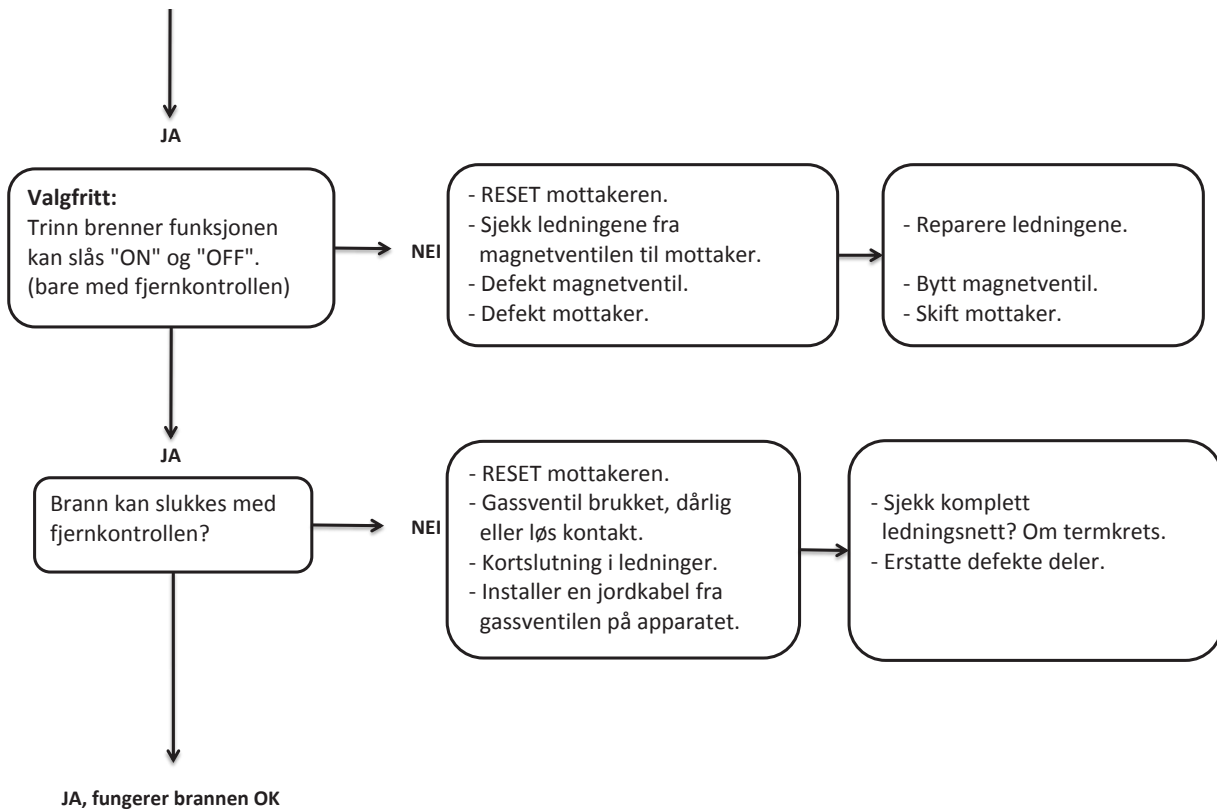 JA
Valgfritt:
Trinn brenner funksjonen
kan slås "ON" og "OFF".
(bare med fjernkontrollen)
NEI
- RESET mottakeren.
- Sjekk ledningene fra
magnetventilen til mottaker.
- Defekt magnetventil.
- Defekt mottaker.
- Reparere ledningene.
- Bytt magnetventil.
- Skift mottaker.
JA
Brann kan slukkes med
fjernkontrollen?
NEI
- RESET mottakeren.
- Gassventil brukket, dårlig
eller løs kontakt.
- Kortslutning i ledninger.
- Installer en jordkabel fra
gassventilen på apparatet.
- Sjekk komplett
ledningsnett? Om termkrets.
- Erstatte defekte deler.
JA, fungerer brannen OK